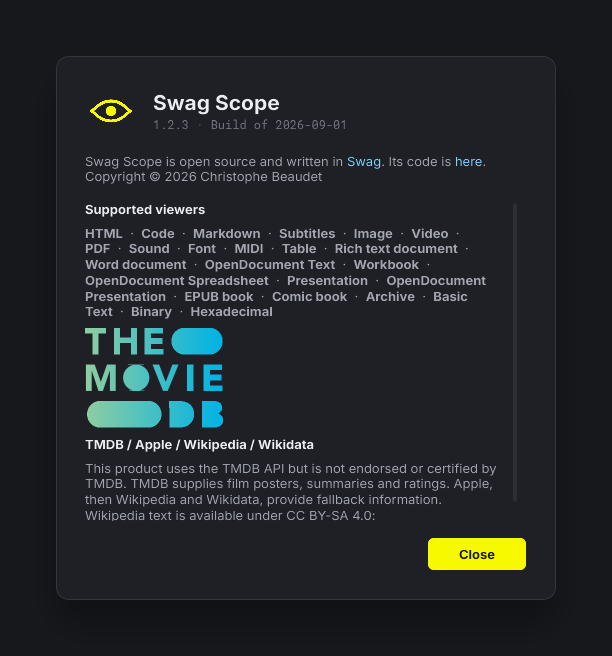 Swag Scope
1.2.3 · Build of 2026-09-01
Swag Scope is open source and written in Swag. Its code is here.
Copyright © 2026 Christophe Beaudet
Supported viewers
HTML · Code · Markdown · Subtitles · Image · Video ·
PDF · Sound · Font · MIDI · Table · Rich text document ·
Word document · OpenDocument Text · Workbook ·
OpenDocument Spreadsheet · Presentation · OpenDocument
Presentation · EPUB book · Comic book · Archive · Basic
Text · Binary · Hexadecimal
THE
MOVIE
DB
TMDB / Apple / Wikipedia / Wikidata
This product uses the TMDB API but is not endorsed or certified by
TMDB. TMDB supplies film posters, summaries and ratings. Apple,
then Wikipedia and Wikidata, provide fallback information.
Wikipedia text is available under CC BY-SA 4.0:
Close